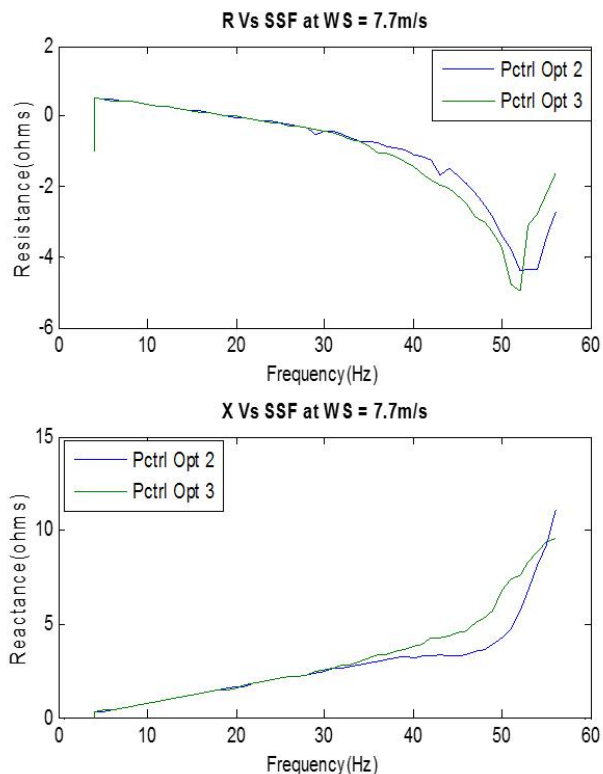 R Vs SSF at WS = 7.7m/s
2
0
-2
-4
-6
Resistance(ohms)
Pctrl Opt 2
Pctrl Opt 3
0 10 20 30 40 50 60
Frequency(Hz)
X Vs SSF at WS = 7.7m/s
15
10
5
0
Reactance(ohms)
Pctrl Opt 2
Pctrl Opt 3
0 10 20 30 40 50 60
Frequency(Hz)